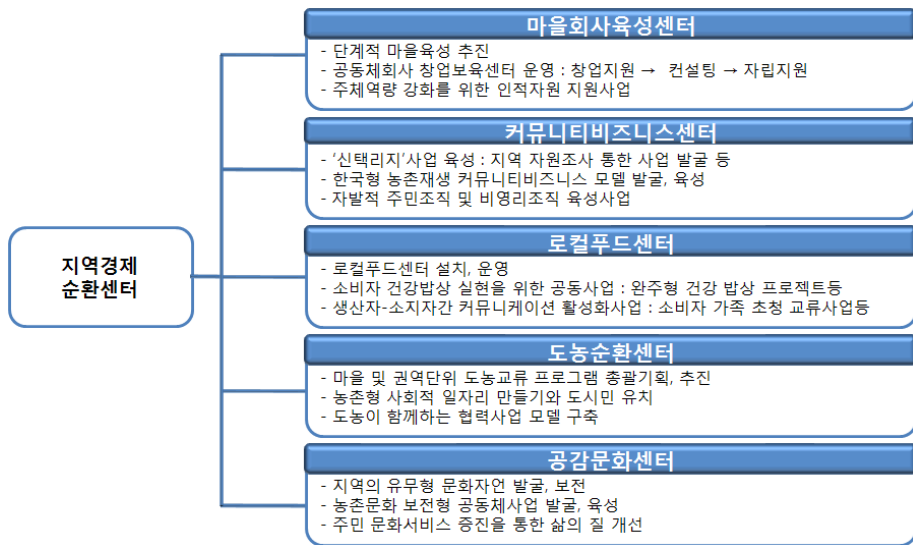 지역경제
순환센터
마을회사육성센터
- 단계적 마을육성 추진
- 공동체회사 창업보육센터 운영 : 창업지원 → 컨설팅 → 자립지원
- 주체역량 강화를 위한 인적자원 지원사업
커뮤니티비즈니스센터
- ‘신택리지’사업 육성 : 지역 자원조사 통한 사업 발굴 등
- 한국형 농촌재생 커뮤니티비즈니스 모델 발굴, 육성
- 자발적 주민조직 및 비영리조직 육성사업
로컬푸드센터
- 로컬푸드센터 설치, 운영
- 소비자 건강밥상 실현을 위한 공동사업 : 완주형 건강 밥상 프로젝트등
- 생산자-소지자간 커뮤니케이션 활성화사업 : 소비자 가족 초청 교류사업등
도농순환센터
- 마을 및 권역단위 도농교류 프로그램 총괄기획, 추진
- 농촌형 사회적 일자리 만들기와 도시민 유치
- 도농이 함께하는 협력사업 모델 구축
공감문화센터
- 지역의 유무형 문화자언 발굴, 보전
- 농촌문화 보전형 공동체사업 발굴, 육성
- 주민 문화서비스 증진을 통한 삶의 질 개선